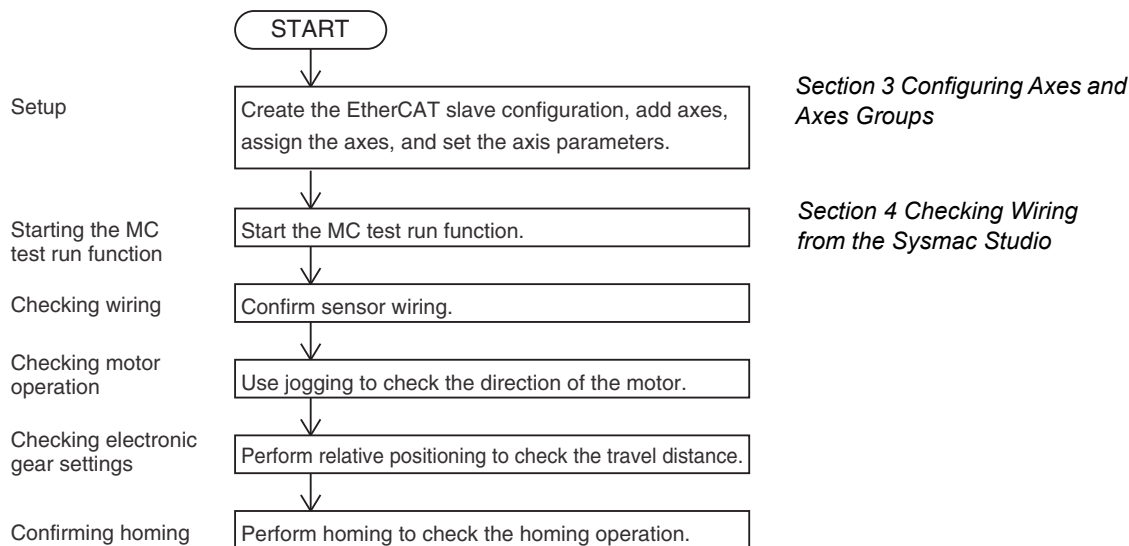 START
Setup
Create the EtherCAT slave configuration, add axes,
assign the axes, and set the axis parameters.
Section 3 Configuring Axes and
Axes Groups
Starting the MC
test run function
Start the MC test run function.
Section 4 Checking Wiring
from the Sysmac Studio
Checking wiring
Confirm sensor wiring.
Checking motor
operation
Use jogging to check the direction of the motor.
Checking electronic
gear settings
Perform relative positioning to check the travel distance.
Confirming homing
Perform homing to check the homing operation.